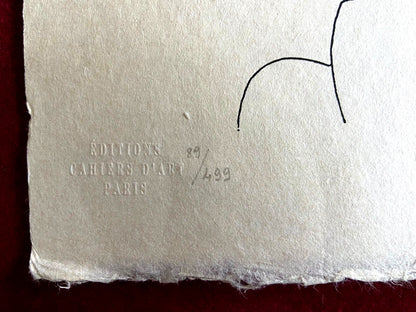 ÉDITIONS
CAHIERS D'ART
PARIS
89/499